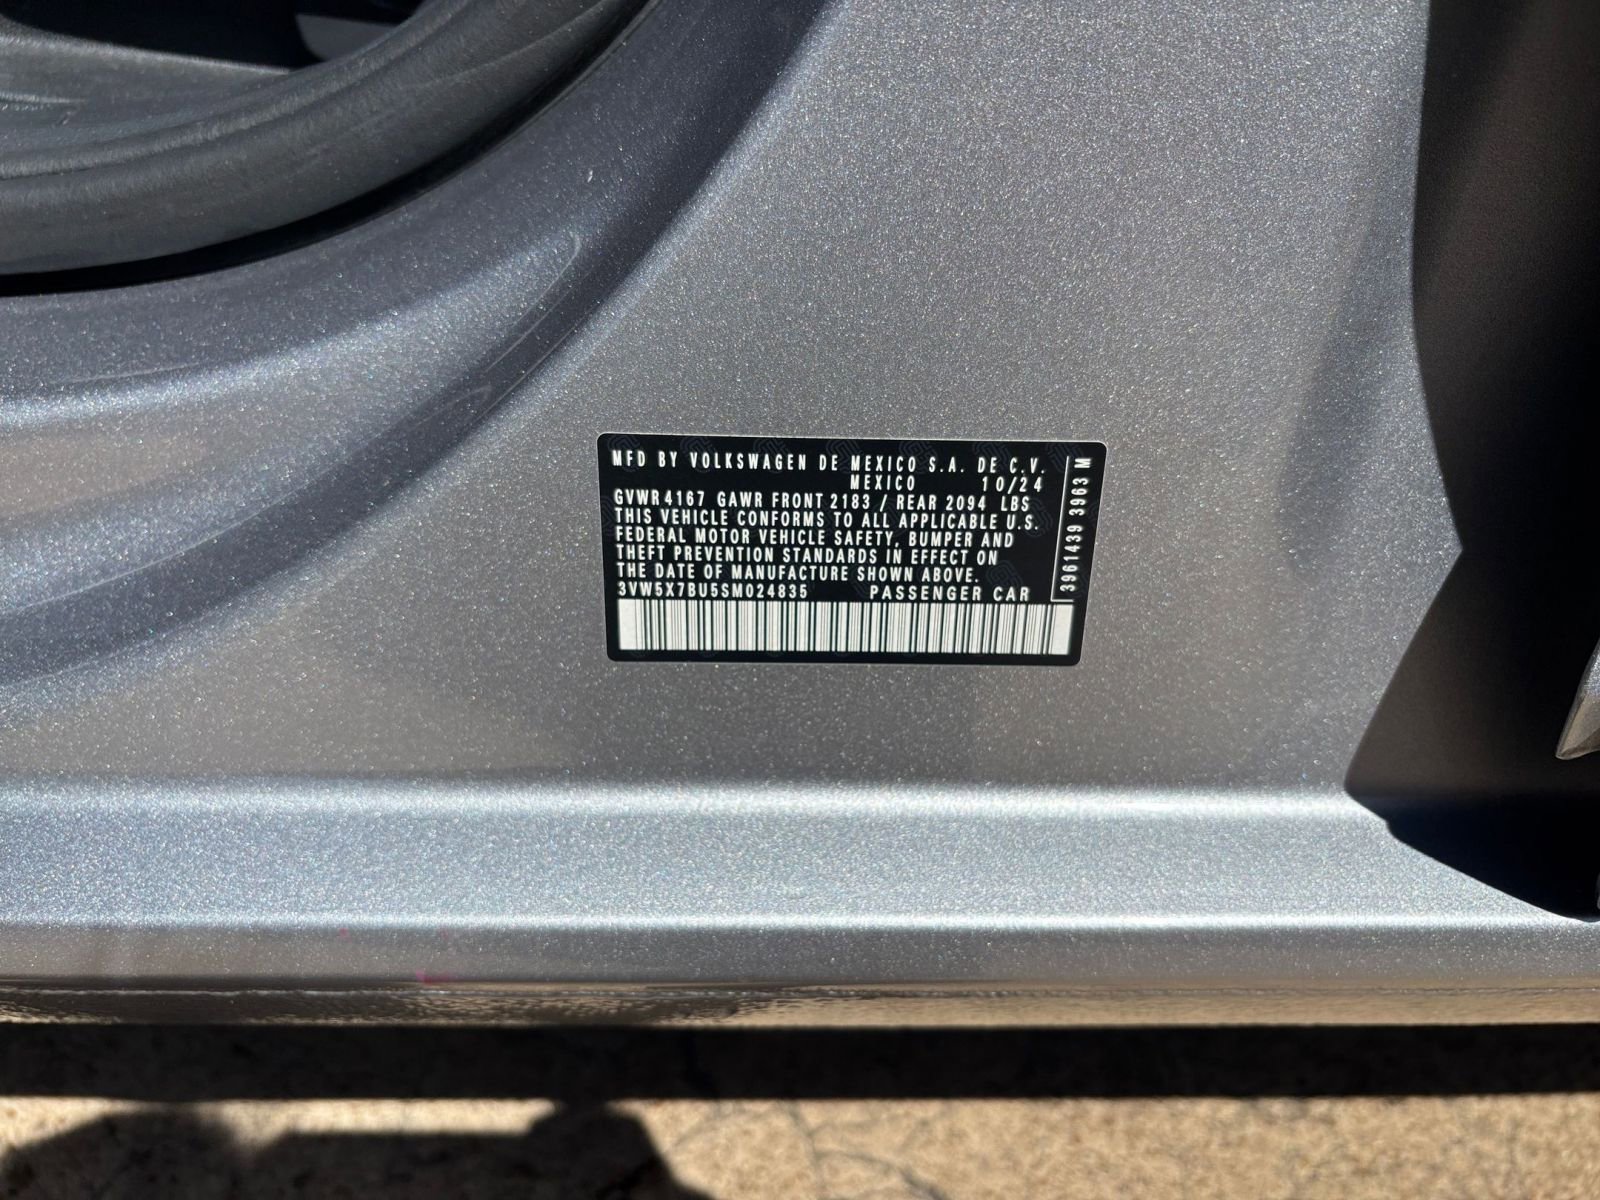 MFD BY VOLKSWAGEN DE MEXICO S.A. DE C.V.
MEXICO 10/24
GVWR 4167 GAWR FRONT 2183 / REAR 2094 LBS
THIS VEHICLE CONFORMS TO ALL APPLICABLE U.S.
FEDERAL MOTOR VEHICLE SAFETY, BUMPER AND
THEFT PREVENTION STANDARDS IN EFFECT ON
THE DATE OF MANUFACTURE SHOWN ABOVE.
3VW5X7BU5SM024835 PASSENGER CAR
3961439 3963 M